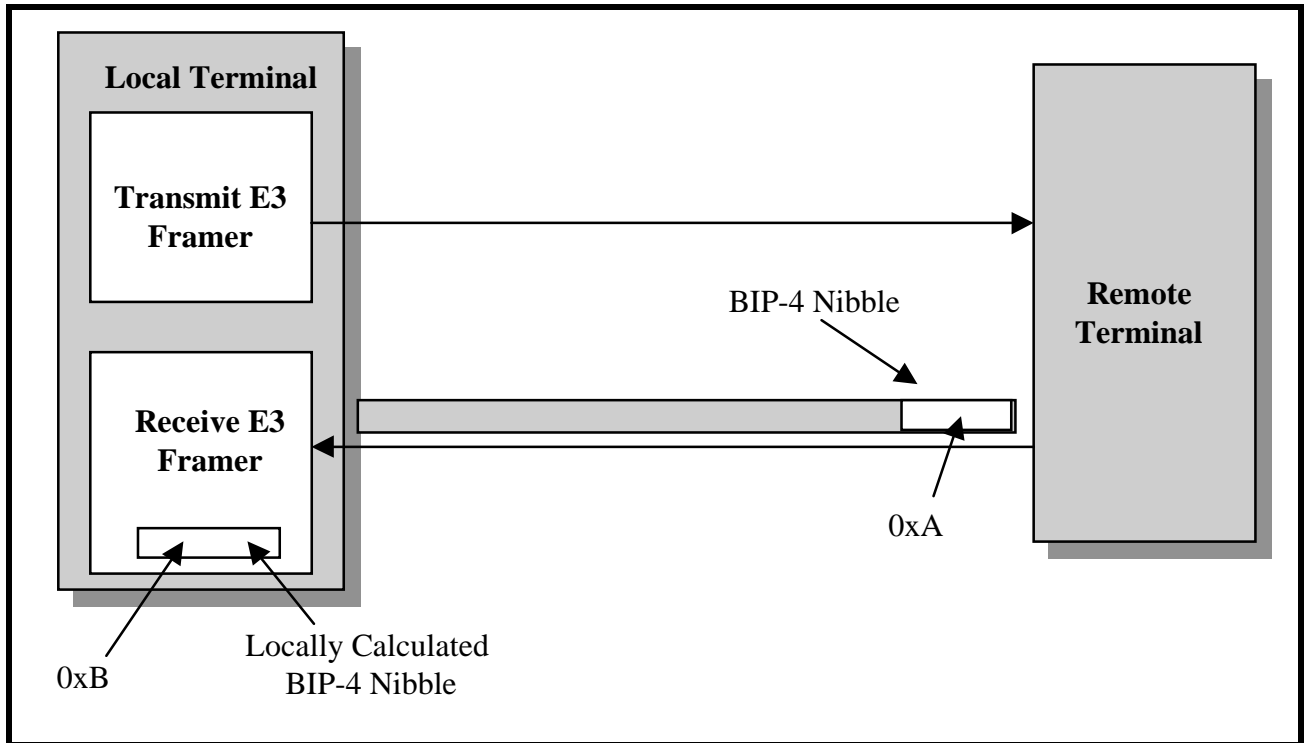 Local Terminal
Transmit E3
Framer
BIP-4 Nibble
Remote
Terminal
Receive E3
Framer
0xA
Locally Calculated
BIP-4 Nibble
0xB